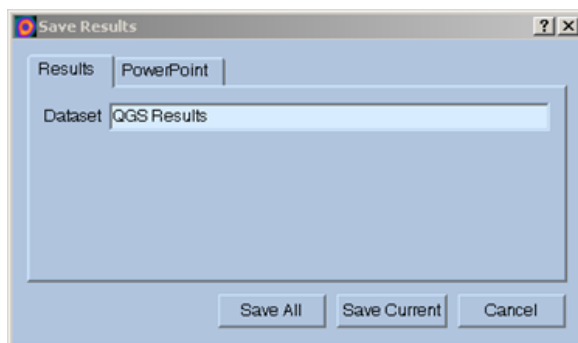 Save Results
Results PowerPoint
Dataset QGS Results
Save All Save Current Cancel